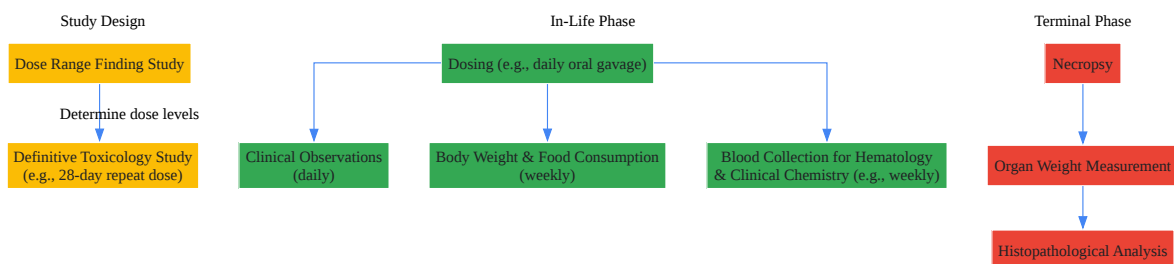 Study Design
Dose Range Finding Study
Determine dose levels
Definitive Toxicology Study
(e.g., 28-day repeat dose)
In-Life Phase
Dosing (e.g., daily oral gavage)
Clinical Observations
(daily)
Body Weight & Food Consumption
(weekly)
Blood Collection for Hematology
& Clinical Chemistry (e.g., weekly)
Terminal Phase
Necropsy
Organ Weight Measurement
Histopathological Analysis